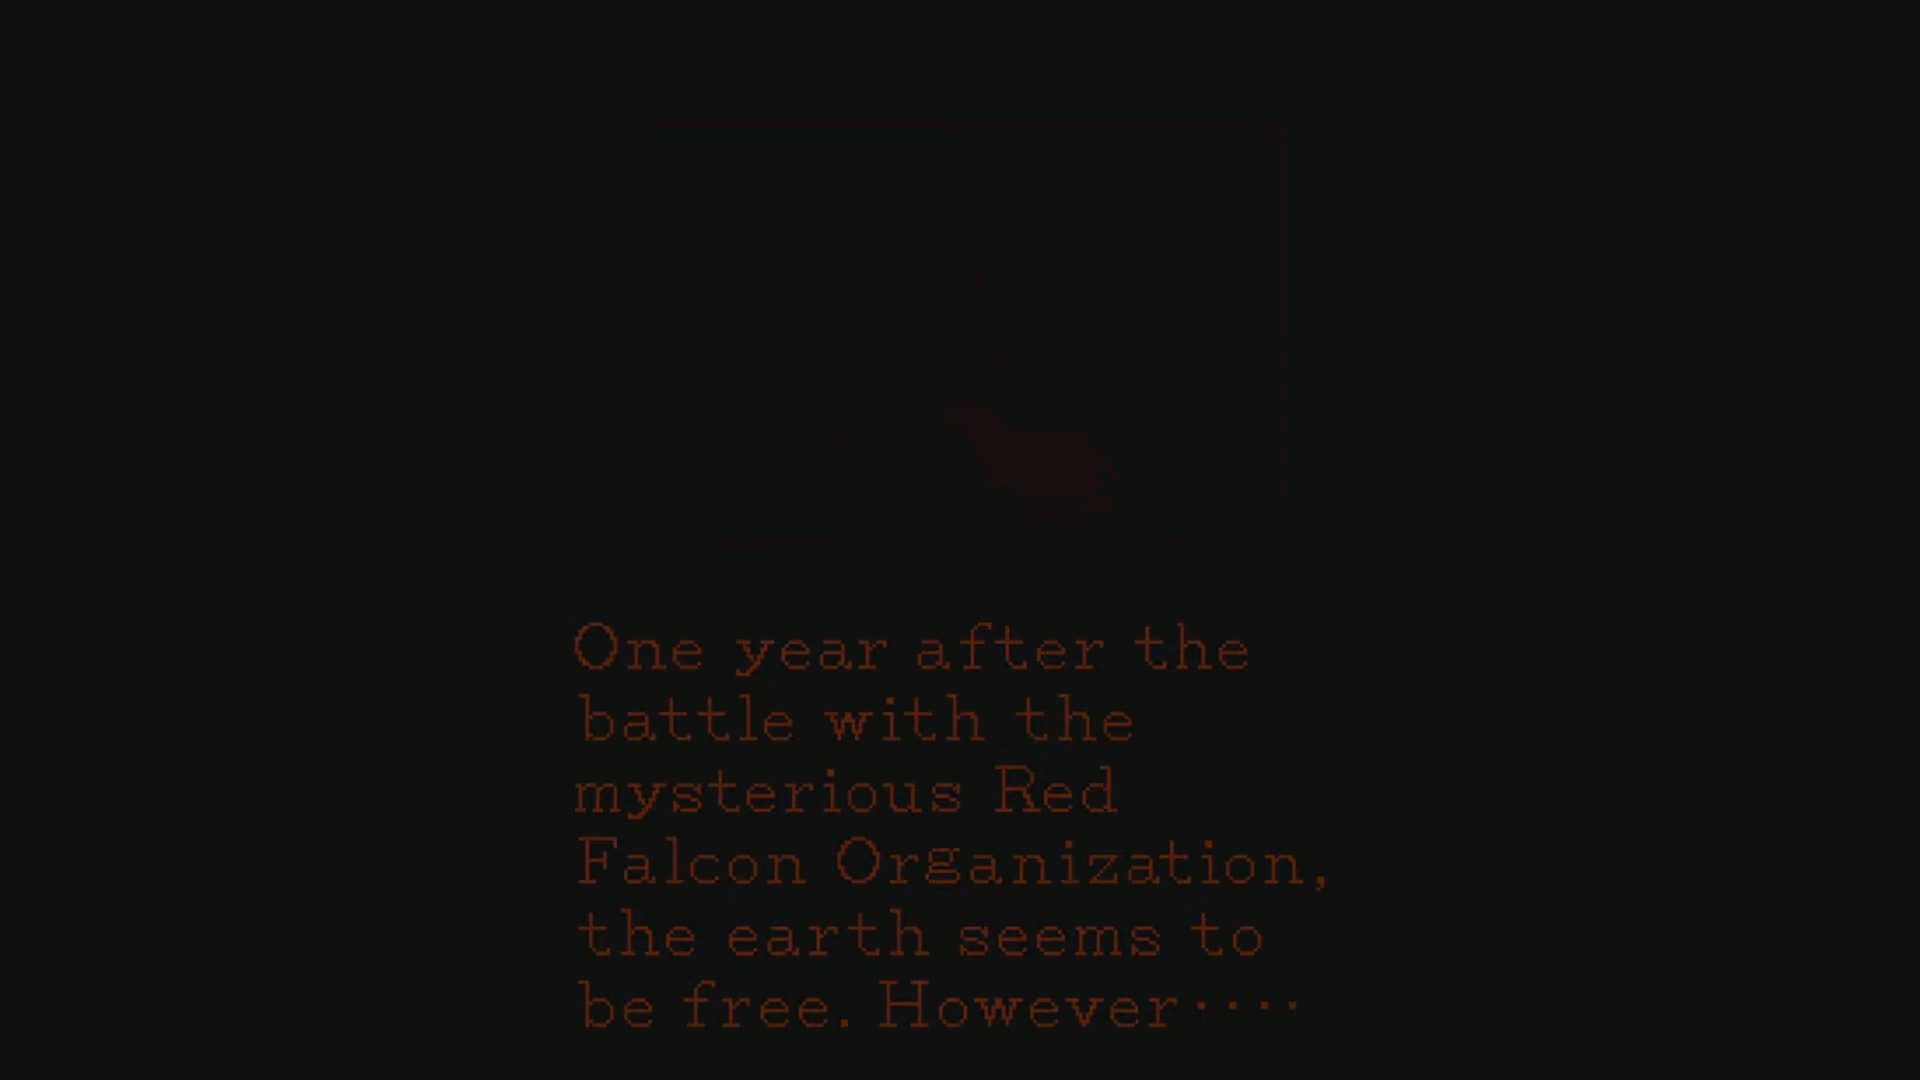 One year after the
battle with the
mysterious Red
Falcon Organization,
the earth seems to
be free. However····